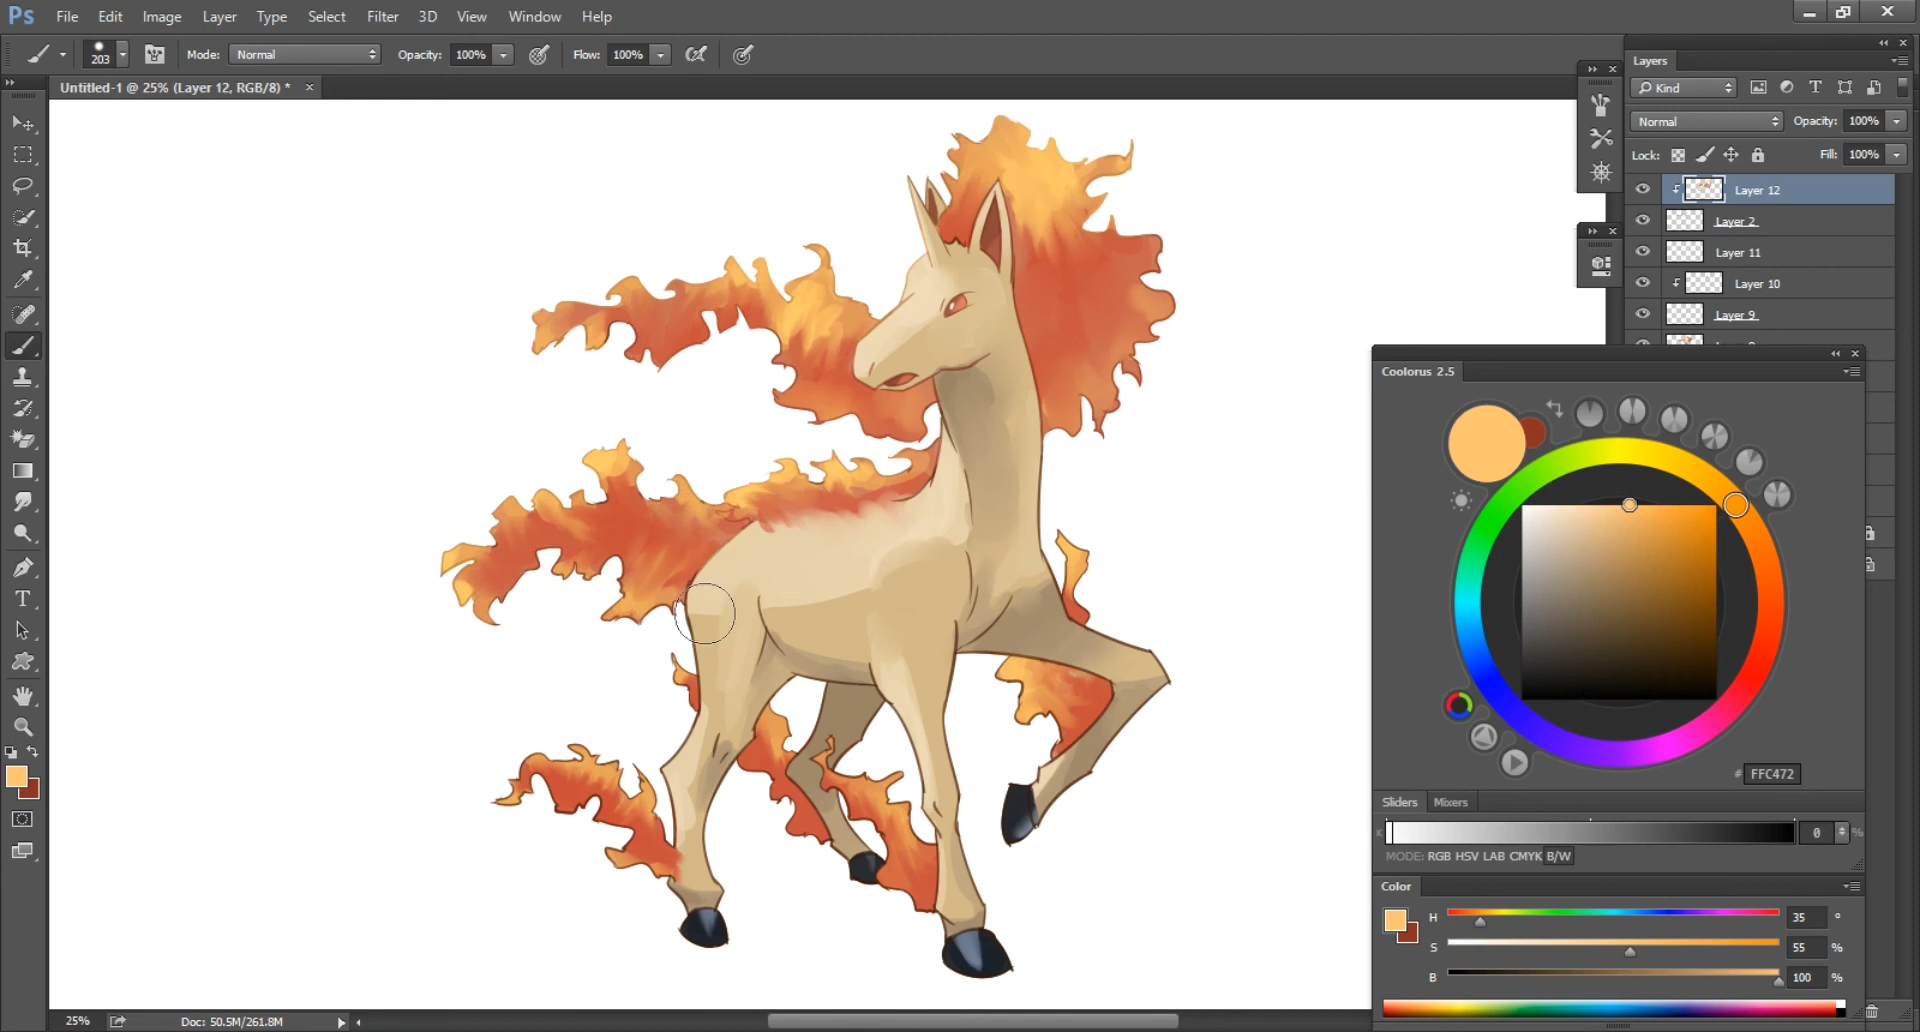 Ps File Edit Image Layer Type Select Filter 3D View Window Help
203 Mode: Normal Opacity: 100% Flow: 100%
Untitled-1 @ 25% (Layer 12, RGB/8) * ×
Layers
Kind
Normal Opacity: 100%
Lock: Fill: 100%
Layer 12
Layer 2
Layer 11
Layer 10
Layer 9
Coolorus 2.5
# FFC472
Sliders Mixers
K 0 %
MODE: RGB HSV LAB CMYK B/W
Color
H 35 °
S 55 %
B 100 %
25% Doc: 50.5M/261.8M